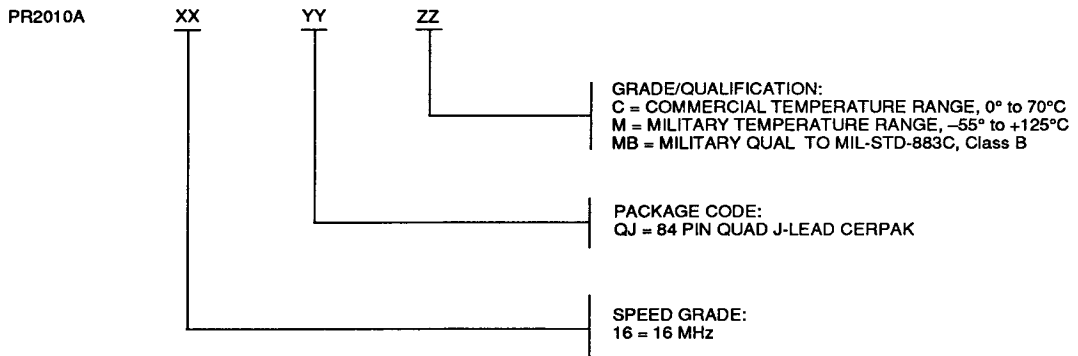 PR2010A XX YY ZZ
GRADE/QUALIFICATION:
C = COMMERCIAL TEMPERATURE RANGE, 0° to 70°C
M = MILITARY TEMPERATURE RANGE, –55° to +125°C
MB = MILITARY QUAL TO MIL-STD-883C, Class B
PACKAGE CODE:
QJ = 84 PIN QUAD J-LEAD CERPAK
SPEED GRADE:
16 = 16 MHz